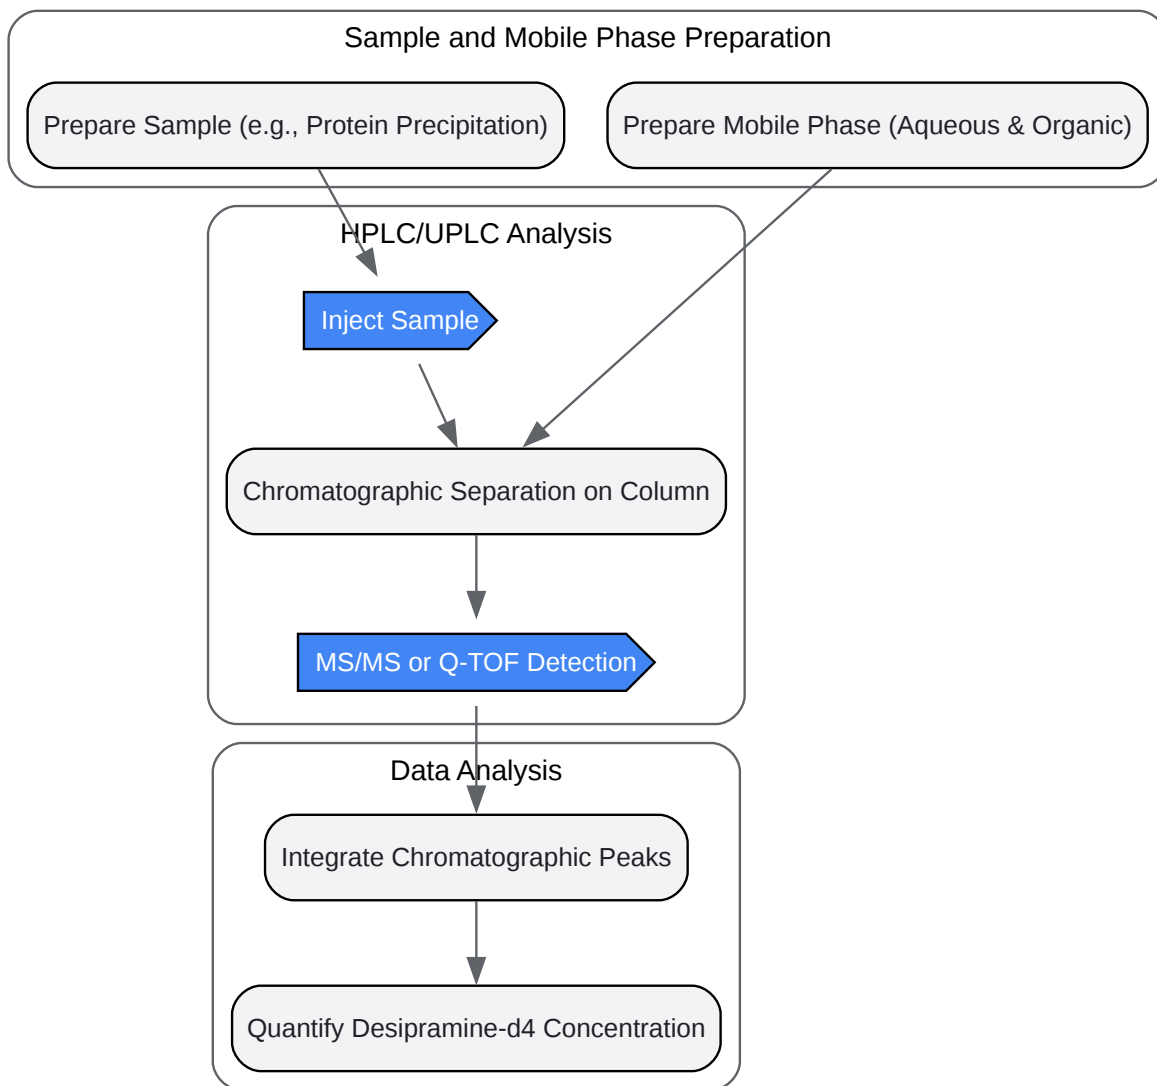 Sample and Mobile Phase Preparation
Prepare Sample (e.g., Protein Precipitation)
Prepare Mobile Phase (Aqueous & Organic)
HPLC/UPLC Analysis
Inject Sample
Chromatographic Separation on Column
MS/MS or Q-TOF Detection
Data Analysis
Integrate Chromatographic Peaks
Quantify Desipramine-d4 Concentration